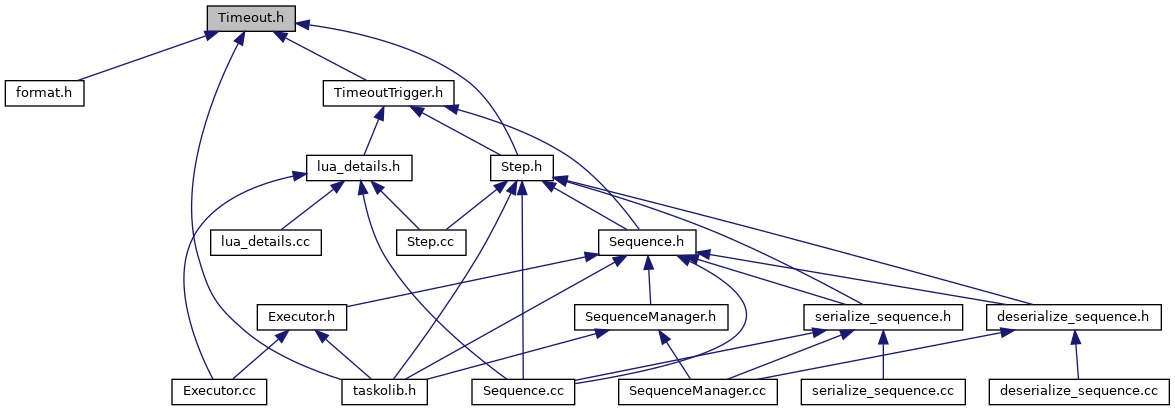 Timeout.h
format.h
TimeoutTrigger.h
lua_details.h
Step.h
lua_details.cc
Step.cc
Sequence.h
Executor.h
SequenceManager.h
serialize_sequence.h
deserialize_sequence.h
Executor.cc
taskolib.h
Sequence.cc
SequenceManager.cc
serialize_sequence.cc
deserialize_sequence.cc